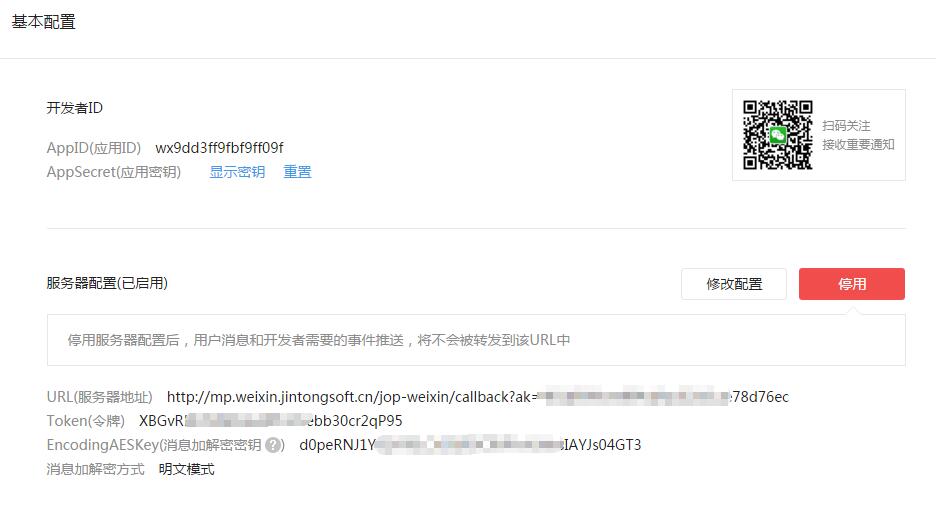 基本配置
开发者ID
AppID(应用ID) wx9dd3ff9fbf9ff09f
AppSecret(应用密钥) 显示密钥 重置
扫码关注
接收重要通知
服务器配置(已启用) 修改配置 停用
停用服务器配置后，用户消息和开发者需要的事件推送，将不会被转发到该URL中
URL(服务器地址) http://mp.weixin.jintongsoft.cn/jop-weixin/callback?ak= e78d76ec
Token(令牌) XBGvR ebb30cr2qP95
EncodingAESKey(消息加解密密钥 ?) d0peRNJ1Y IAYJs04GT3
消息加解密方式 明文模式